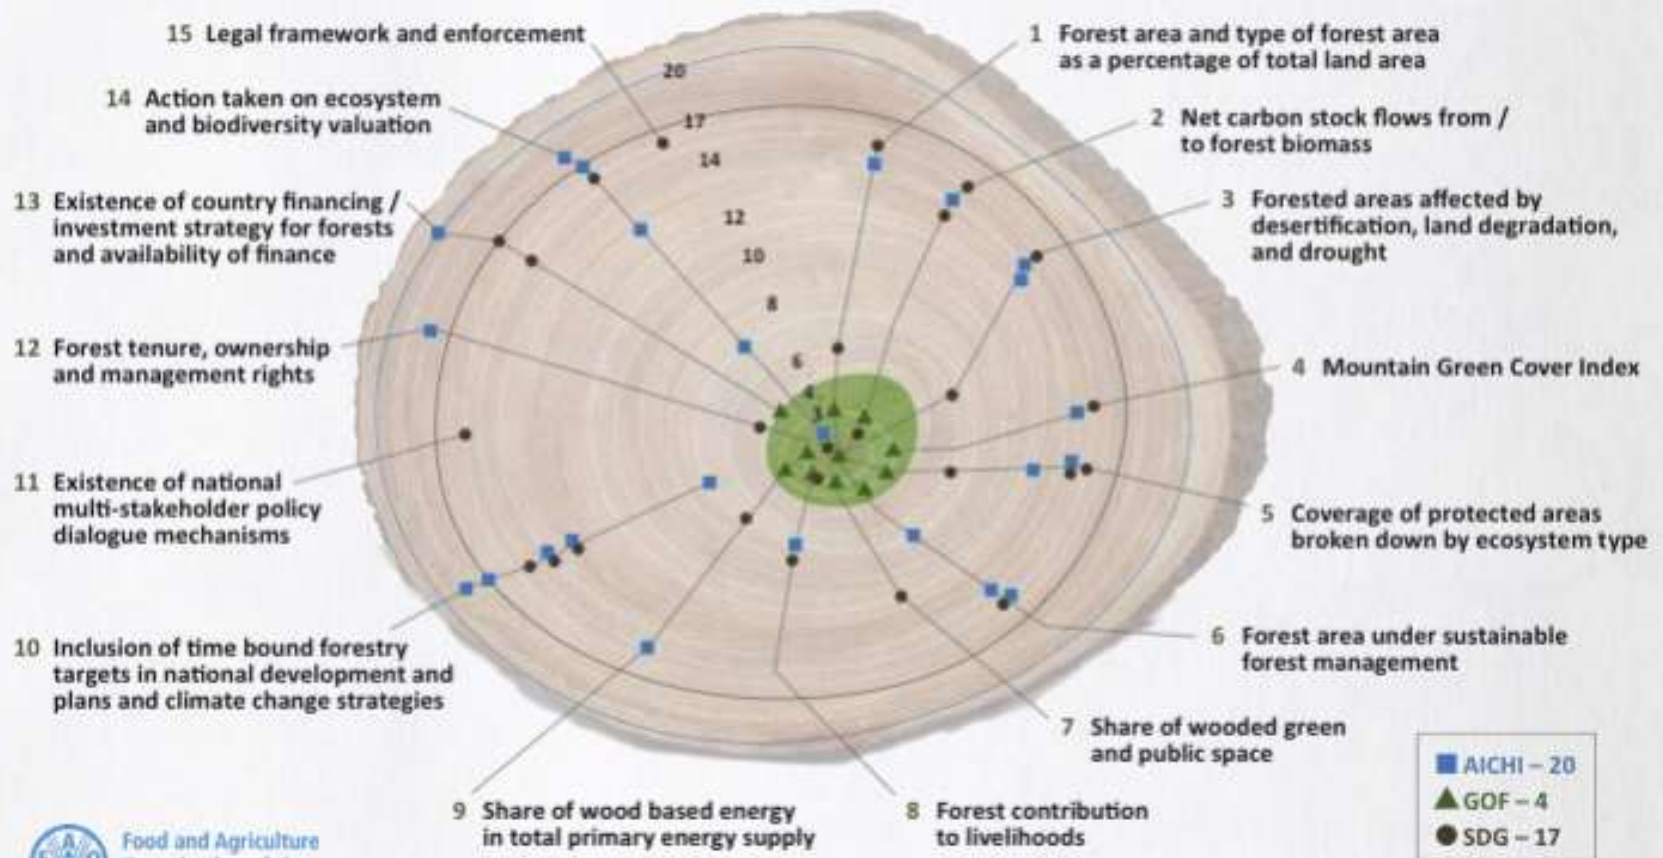 15 Legal framework and enforcement
14 Action taken on ecosystem
and biodiversity valuation
13 Existence of country financing /
investment strategy for forests
and availability of finance
12 Forest tenure, ownership
and management rights
11 Existence of national
multi-stakeholder policy
dialogue mechanisms
10 Inclusion of time bound forestry
targets in national development and
plans and climate change strategies
20
17
14
12
10
8
6
4
1 Forest area and type of forest area
as a percentage of total land area
2 Net carbon stock flows from /
to forest biomass
3 Forested areas affected by
desertification, land degradation,
and drought
4 Mountain Green Cover Index
5 Coverage of protected areas
broken down by ecosystem type
6 Forest area under sustainable
forest management
7 Share of wooded green
and public space
8 Forest contribution
to livelihoods
9 Share of wood based energy
in total primary energy supply
AICHI – 20
GOF – 4
SDG – 17
Food and Agriculture